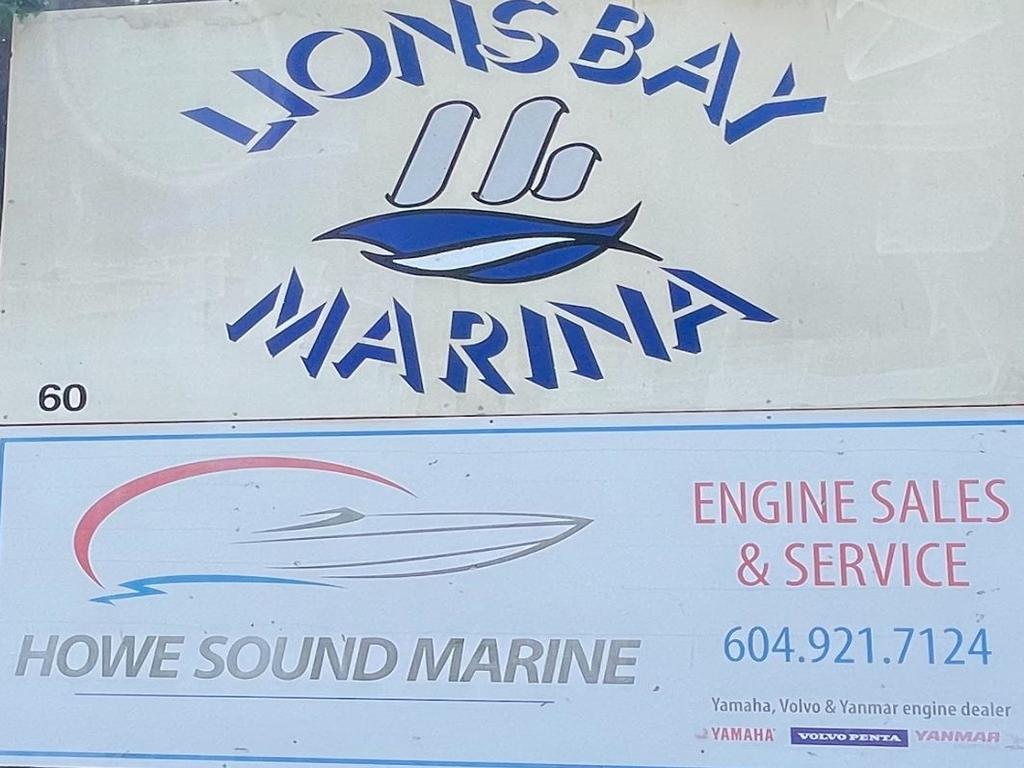 LIONS BAY
MARINA
60
ENGINE SALES
& SERVICE
HOWE SOUND MARINE
604.921.7124
Yamaha, Volvo & Yanmar engine dealer
YAMAHA VOLVO PENTA YANMAR